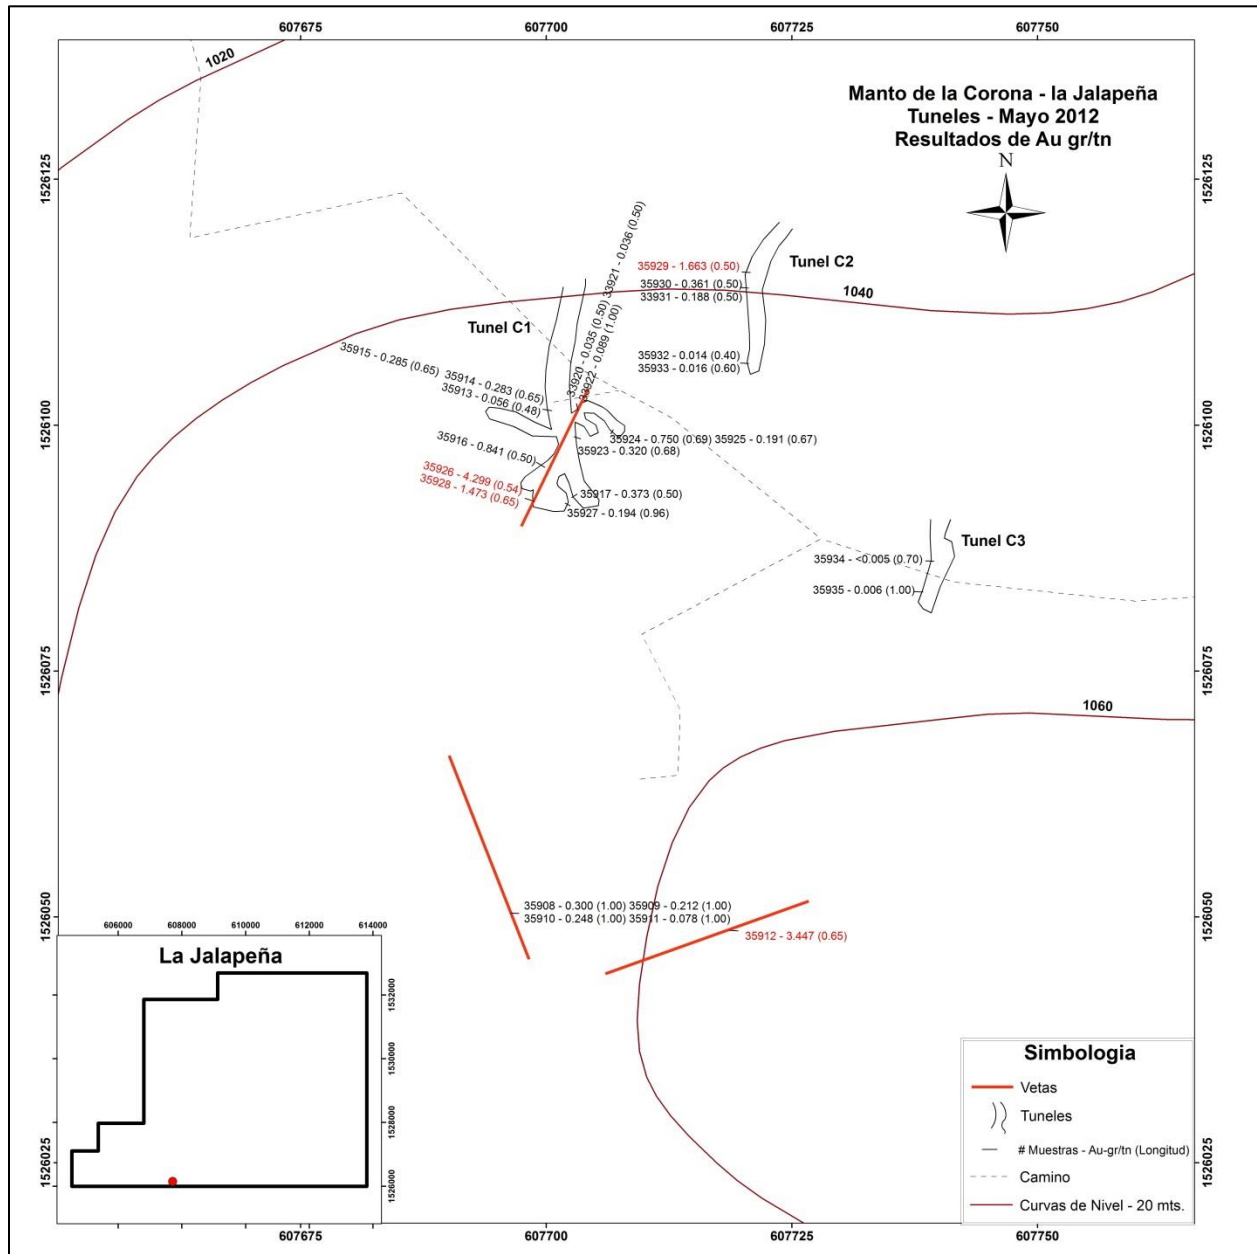 607675 607700 607725 607750
1020
Manto de la Corona - la Jalapeña
Tuneles - Mayo 2012
Resultados de Au gr/tn
N
1526125 1526125
33920 - 0.035 (0.50) 33921 - 0.036 (0.50)
33922 - 0.089 (1.00)
Tunel C2
35929 - 1.663 (0.50)
35930 - 0.361 (0.50)
33931 - 0.188 (0.50)
1040
Tunel C1
35915 - 0.285 (0.65) 35914 - 0.283 (0.65)
35913 - 0.056 (0.48)
35932 - 0.014 (0.40)
35933 - 0.016 (0.60)
1526100 1526100
35924 - 0.750 (0.69) 35925 - 0.191 (0.67)
35923 - 0.320 (0.68)
35916 - 0.841 (0.50)
35926 - 4.299 (0.54)
35928 - 1.473 (0.65)
35917 - 0.373 (0.50)
35927 - 0.194 (0.96)
Tunel C3
35934 - <0.005 (0.70)
35935 - 0.006 (1.00)
1526075 1526075
1060
35908 - 0.300 (1.00) 35909 - 0.212 (1.00)
35910 - 0.248 (1.00) 35911 - 0.078 (1.00)
35912 - 3.447 (0.65)
1526050 1526050
606000 608000 610000 612000 614000
La Jalapeña
1532000
1530000
1528000
1526000
1526025 1526025
Simbologia
Vetas
Tuneles
# Muestras - Au-gr/tn (Longitud)
Camino
Curvas de Nivel - 20 mts.
607675 607700 607725 607750